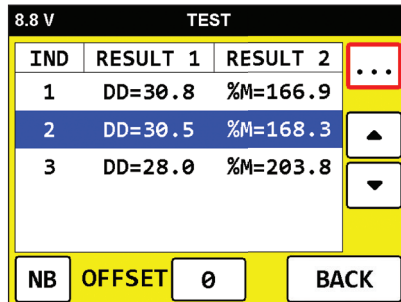 8.8 V TEST
IND RESULT 1 RESULT 2 ...
1 DD=30.8 %M=166.9
2 DD=30.5 %M=168.3
3 DD=28.0 %M=203.8
NB OFFSET 0 BACK